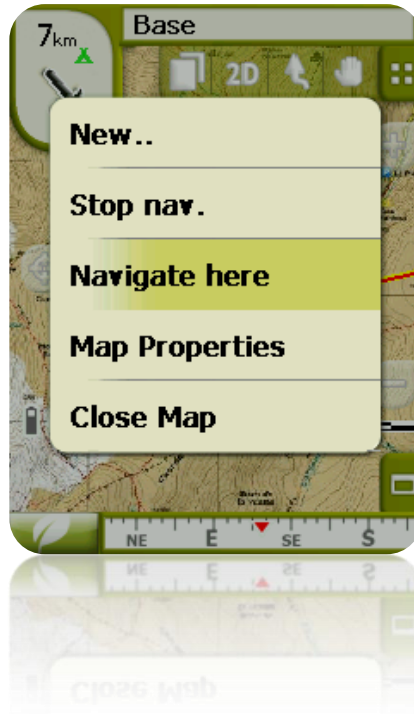 7km
Base
2D
New..
Stop nav.
Navigate here
Map Properties
Close Map
NE E SE S